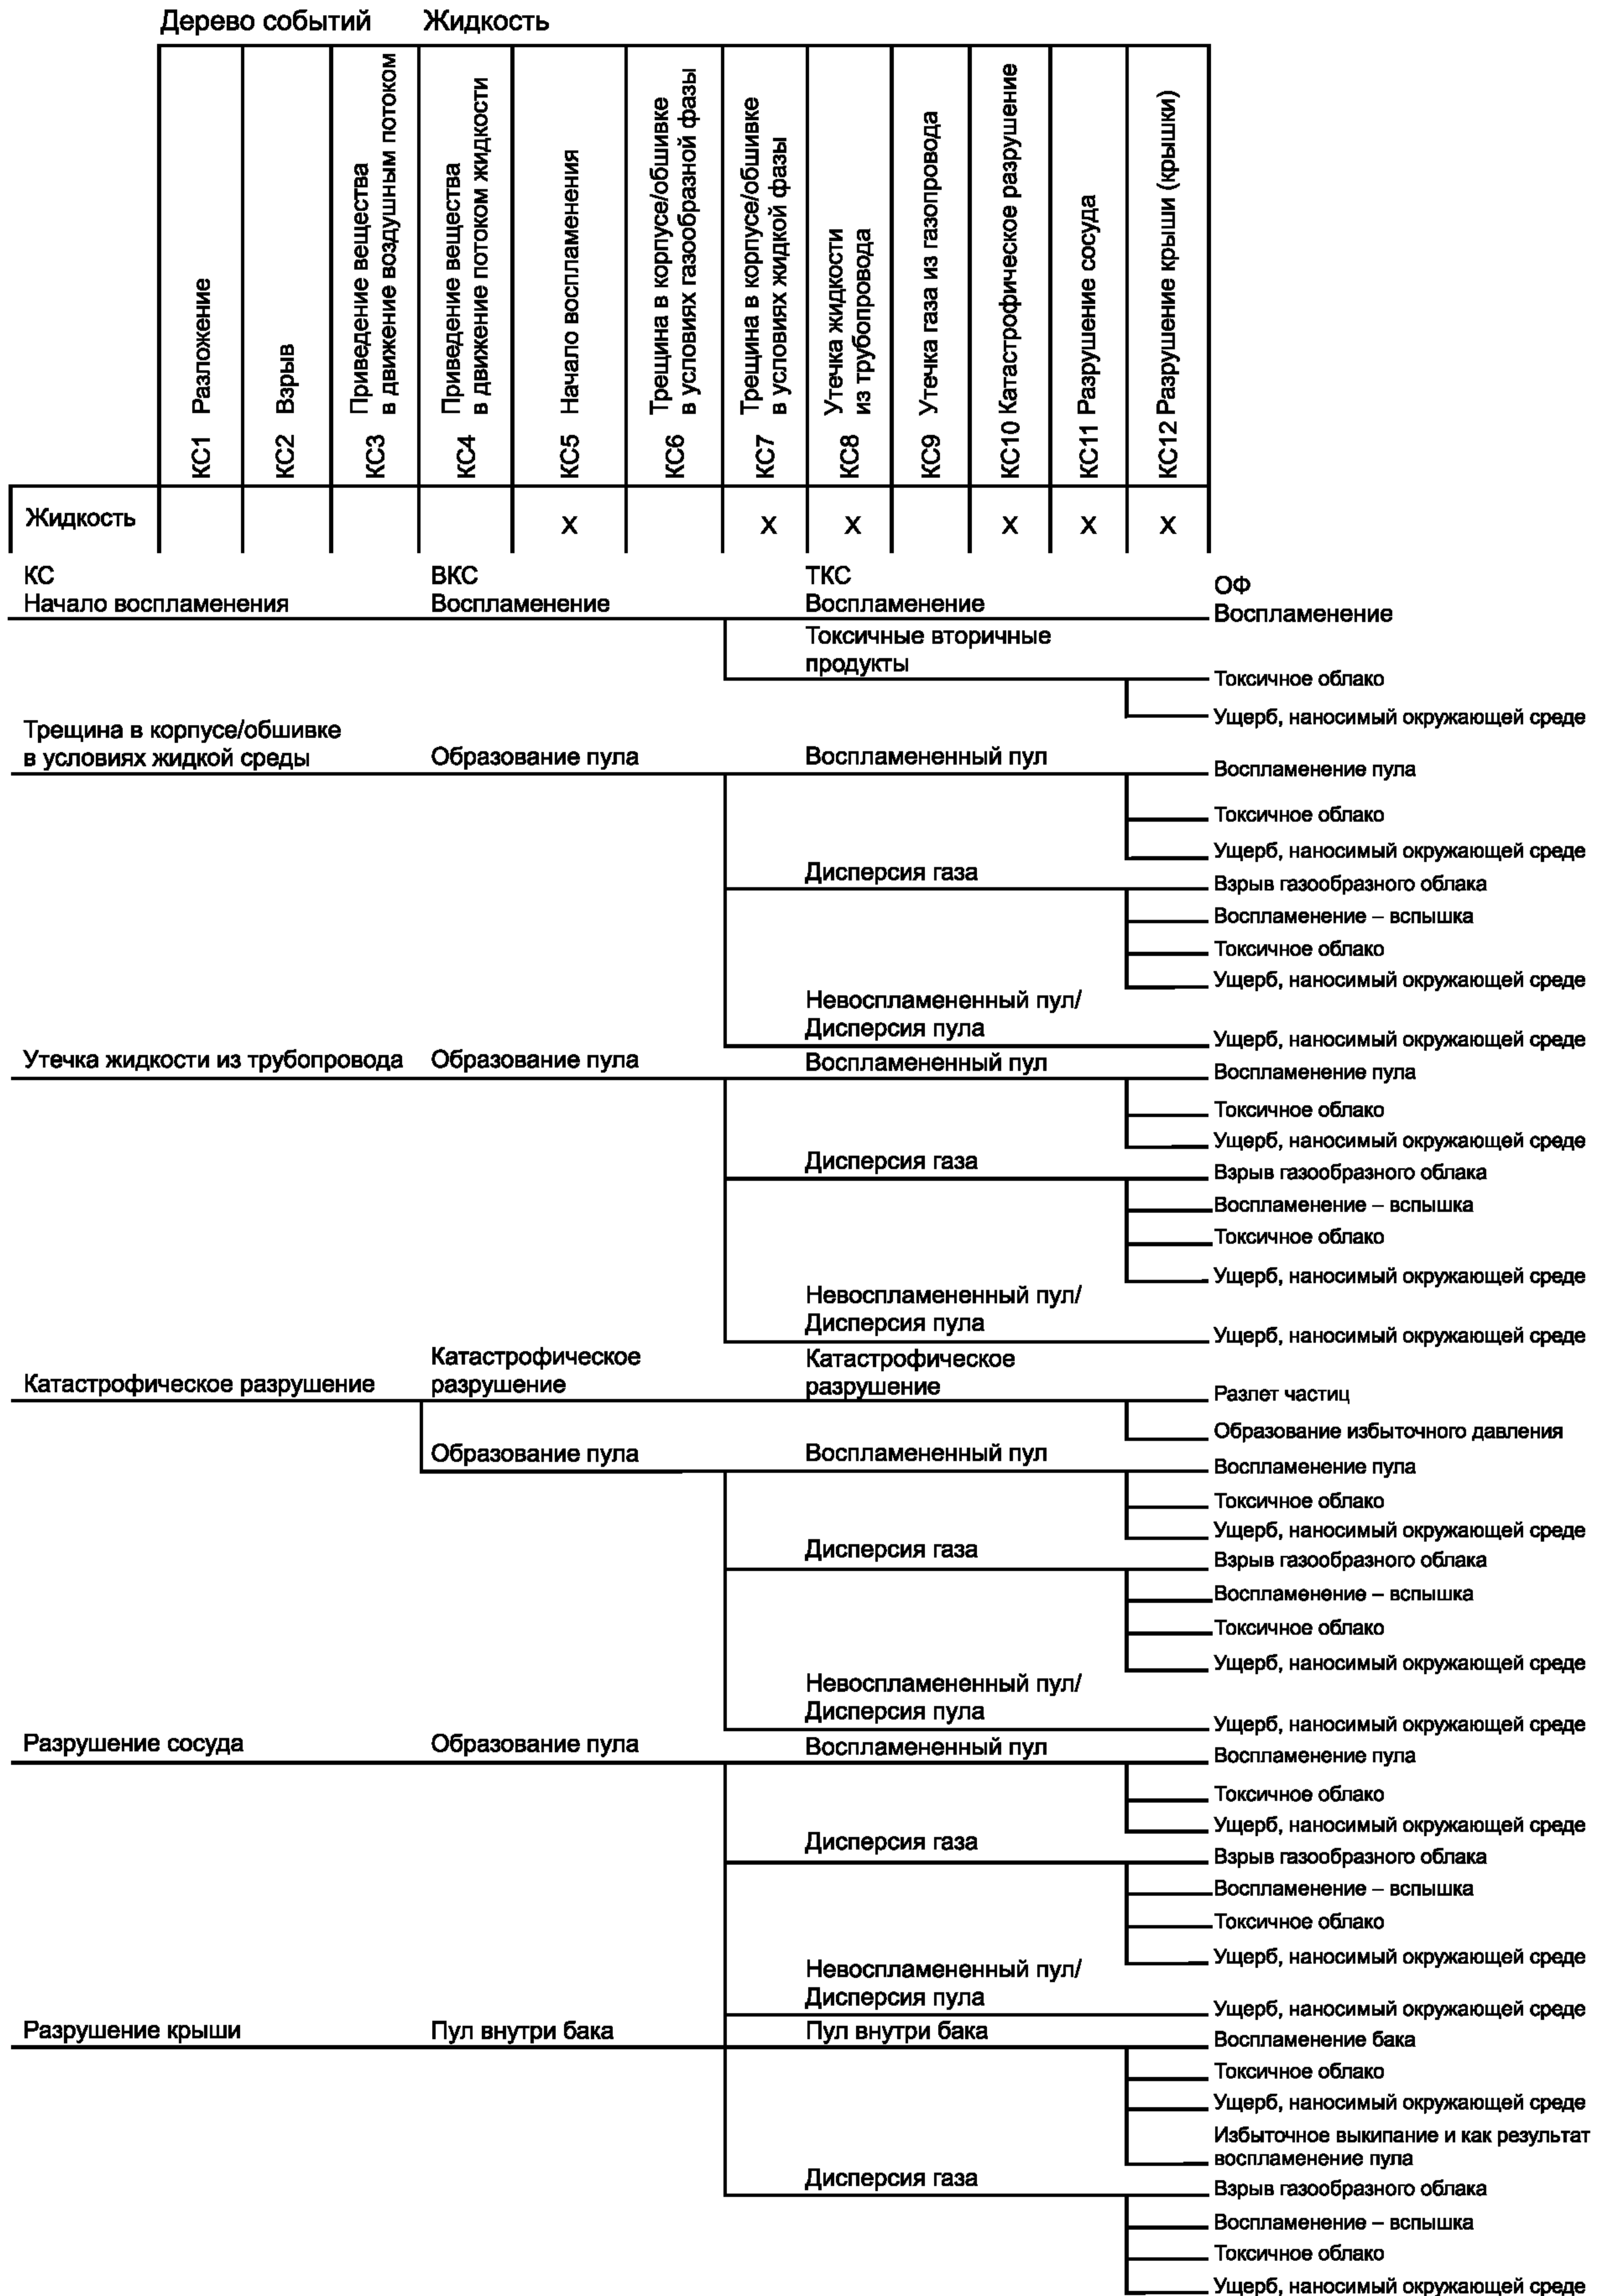 Дерево событий Жидкость
КС1 Разложение
КС2 Взрыв
КС3 Приведение вещества
в движение воздушным потоком
КС4 Приведение вещества
в движение потоком жидкости
КС5 Начало воспламенения
КС6 Трещина в корпусе/обшивке
в условиях газообразной фазы
КС7 Трещина в корпусе/обшивке
в условиях жидкой фазы
КС8 Утечка жидкости
из трубопровода
КС9 Утечка газа из газопровода
КС10 Катастрофическое разрушение
КС11 Разрушение сосуда
КС12 Разрушение крыши (крышки)
Жидкость х х х х х х
КС ВКС ТКС ОФ
Начало воспламенения Воспламенение Воспламенение Воспламенение
Токсичные вторичные
продукты
Токсичное облако
Ущерб, наносимый окружающей среде
Трещина в корпусе/обшивке
в условиях жидкой среды Образование пула Воспламененный пул Воспламенение пула
Токсичное облако
Ущерб, наносимый окружающей среде
Дисперсия газа Взрыв газообразного облака
Воспламенение – вспышка
Токсичное облако
Ущерб, наносимый окружающей среде
Невоспламененный пул/
Дисперсия пула Ущерб, наносимый окружающей среде
Утечка жидкости из трубопровода Образование пула Воспламененный пул Воспламенение пула
Токсичное облако
Ущерб, наносимый окружающей среде
Дисперсия газа Взрыв газообразного облака
Воспламенение – вспышка
Токсичное облако
Ущерб, наносимый окружающей среде
Невоспламененный пул/
Дисперсия пула Ущерб, наносимый окружающей среде
Катастрофическое Катастрофическое
Катастрофическое разрушение разрушение разрушение Разлет частиц
Образование избыточного давления
Образование пула Воспламененный пул Воспламенение пула
Токсичное облако
Ущерб, наносимый окружающей среде
Дисперсия газа Взрыв газообразного облака
Воспламенение – вспышка
Токсичное облако
Ущерб, наносимый окружающей среде
Невоспламененный пул/
Дисперсия пула Ущерб, наносимый окружающей среде
Разрушение сосуда Образование пула Воспламененный пул Воспламенение пула
Токсичное облако
Ущерб, наносимый окружающей среде
Дисперсия газа Взрыв газообразного облака
Воспламенение – вспышка
Токсичное облако
Ущерб, наносимый окружающей среде
Невоспламененный пул/
Дисперсия пула Ущерб, наносимый окружающей среде
Разрушение крыши Пул внутри бака Пул внутри бака Воспламенение бака
Токсичное облако
Ущерб, наносимый окружающей среде
Избыточное выкипание и как результат
воспламенение пула
Дисперсия газа Взрыв газообразного облака
Воспламенение – вспышка
Токсичное облако
Ущерб, наносимый окружающей среде